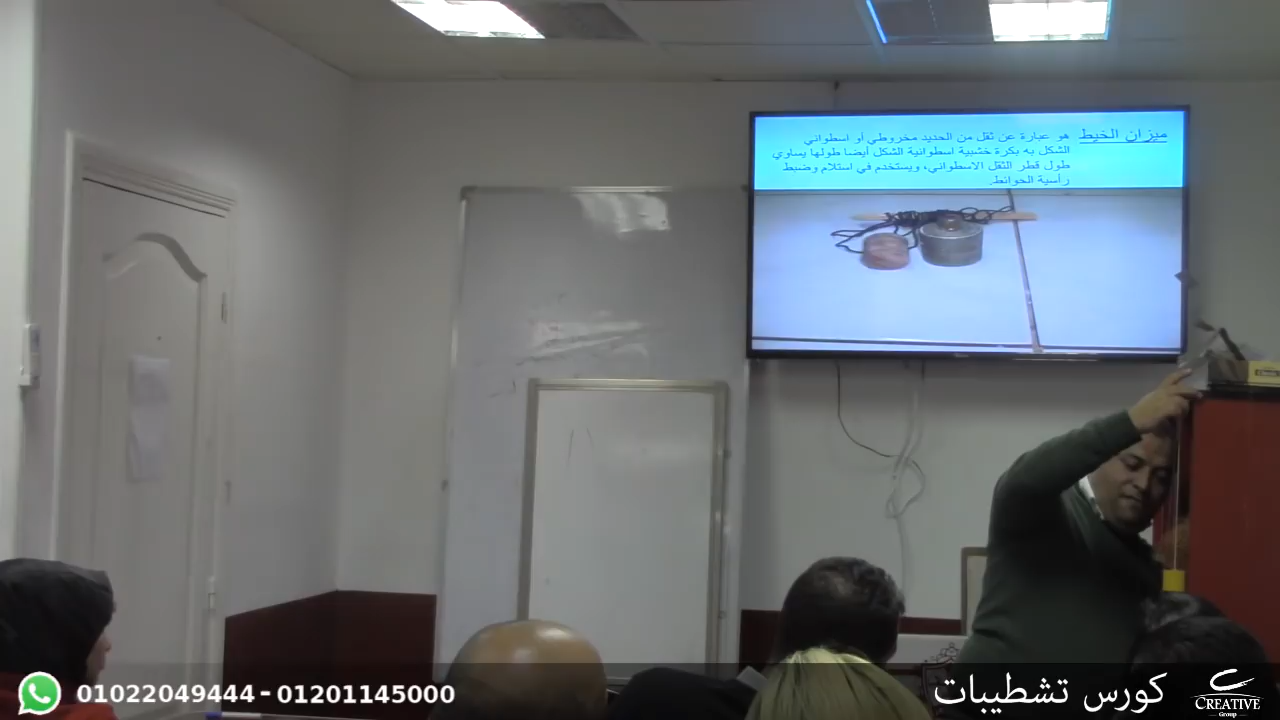 ميزان الخيط هو عبارة عن ثقل من الحديد مخروطي أو اسطواني
الشكل به بكرة خشبية اسطوانية الشكل أيضا طولها يساوي
طول قطر الثقل الاسطواني، ويستخدم في استلام وضبط
رأسية الحوائط.
01022049444 - 01201145000
كورس تشطيبات
CREATIVE
Group